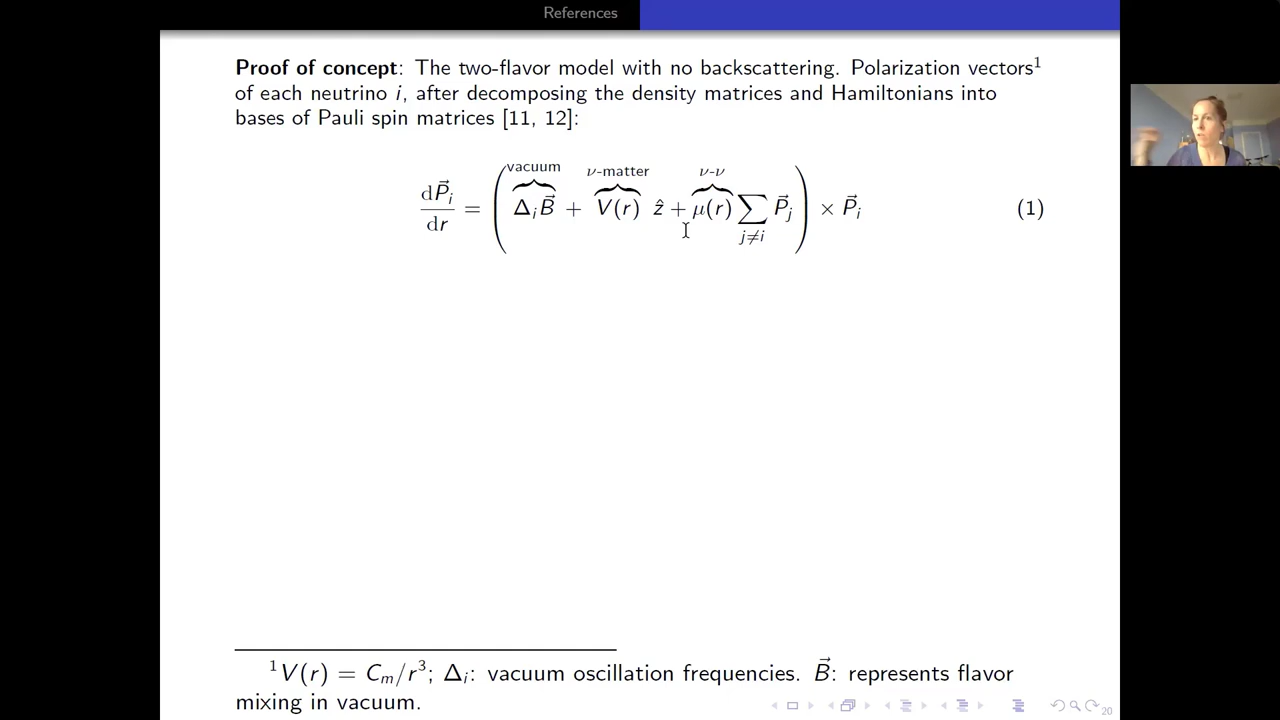 References
Proof of concept: The two-flavor model with no backscattering. Polarization vectors¹
of each neutrino i, after decomposing the density matrices and Hamiltonians into
bases of Pauli spin matrices [11, 12]:
vacuum ν-matter ν-ν
dP⃗ᵢ/dr = ( Δᵢ B⃗ + V(r) ẑ + μ(r) ∑_{j≠i} P⃗ⱼ ) × P⃗ᵢ (1)
¹ V(r) = Cₘ/r³; Δᵢ: vacuum oscillation frequencies. B⃗: represents flavor
mixing in vacuum.
20